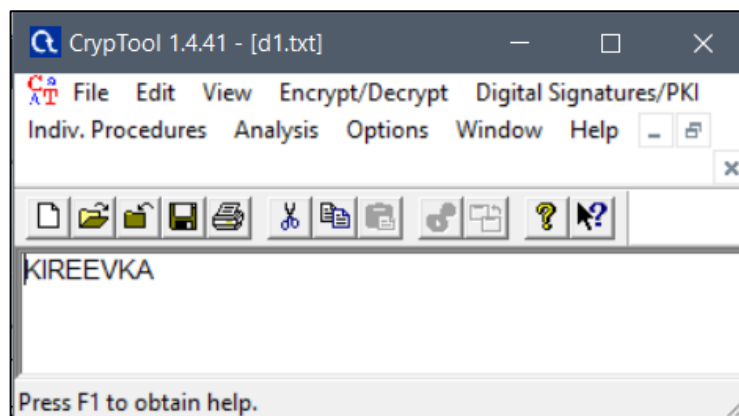 CrypTool 1.4.41 - [d1.txt]
File Edit View Encrypt/Decrypt Digital Signatures/PKI
Indiv. Procedures Analysis Options Window Help
KIREEVKA
Press F1 to obtain help.